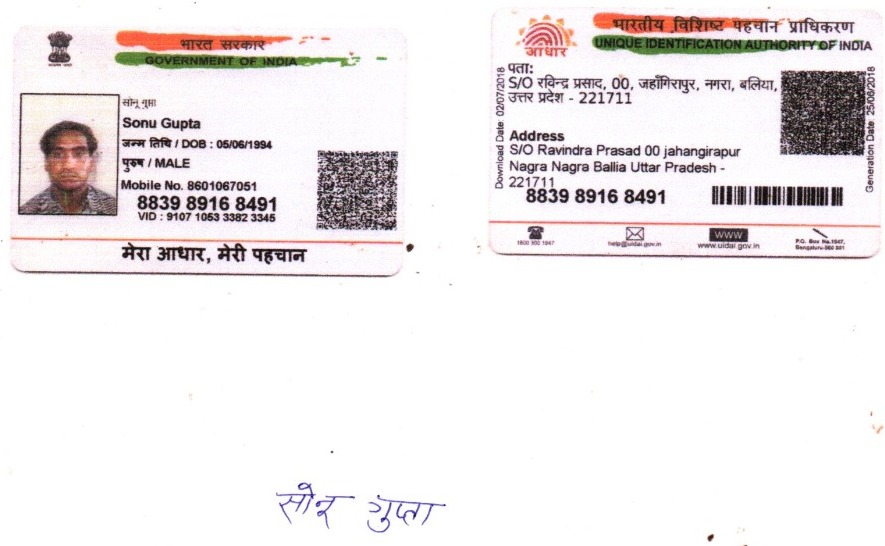 भारत सरकार
GOVERNMENT OF INDIA
सोनू गुप्ता
Sonu Gupta
जन्म तिथि / DOB : 05/06/1994
पुरुष / MALE
Mobile No. 8601067051
8839 8916 8491
VID : 9107 1053 3382 3345
मेरा आधार, मेरी पहचान
भारतीय विशिष्ट पहचान प्राधिकरण
UNIQUE IDENTIFICATION AUTHORITY OF INDIA
आधार
पता:
S/O रविन्द्र प्रसाद, 00, जहाँगिरापुर, नगरा, बलिया,
उत्तर प्रदेश - 221711
Address
S/O Ravindra Prasad 00 jahangirapur
Nagra Nagra Ballia Uttar Pradesh -
221711
8839 8916 8491
Download Date 02/07/2018
Generation Date 25/06/2018
1800 300 1947
help@uidai.gov.in
WWW
www.uidai.gov.in
P.O. Box No.1947,
Bengaluru-560 001
सोनू गुप्ता